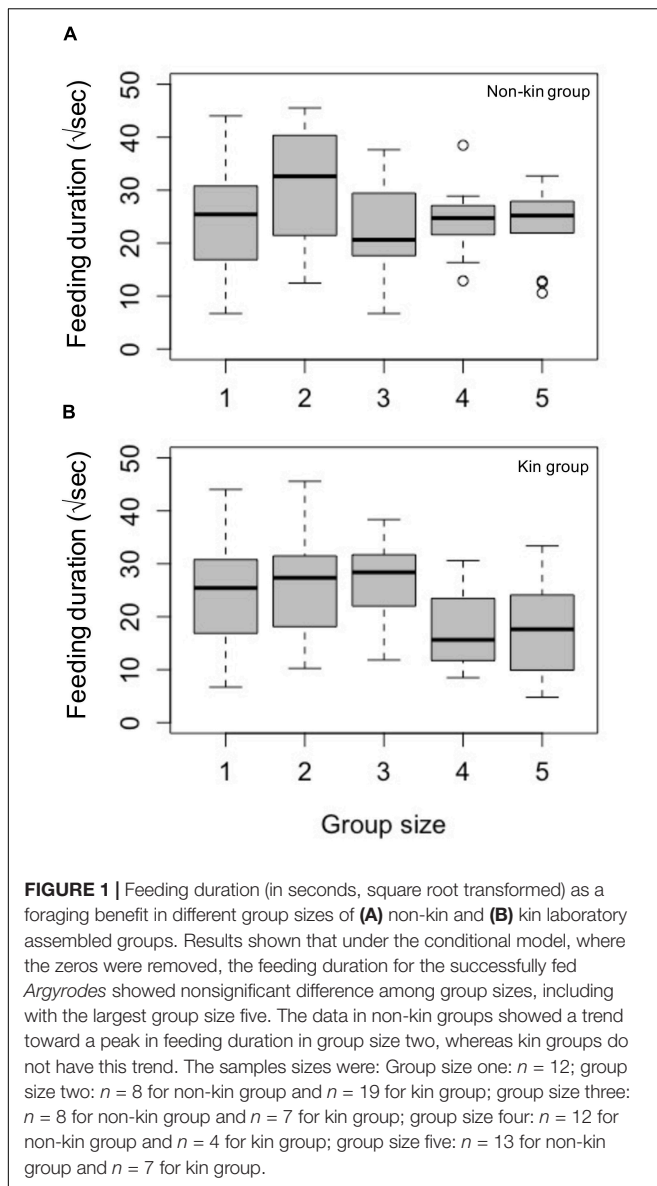 A
Non-kin group
Feeding duration (√sec)
50
40
30
20
10
0
1 2 3 4 5
B
Kin group
Feeding duration (√sec)
50
40
30
20
10
0
1 2 3 4 5
Group size
FIGURE 1 | Feeding duration (in seconds, square root transformed) as a
foraging benefit in different group sizes of (A) non-kin and (B) kin laboratory
assembled groups. Results shown that under the conditional model, where
the zeros were removed, the feeding duration for the successfully fed
Argyrodes showed nonsignificant difference among group sizes, including
with the largest group size five. The data in non-kin groups showed a trend
toward a peak in feeding duration in group size two, whereas kin groups do
not have this trend. The samples sizes were: Group size one: n = 12; group
size two: n = 8 for non-kin group and n = 19 for kin group; group size three:
n = 8 for non-kin group and n = 7 for kin group; group size four: n = 12 for
non-kin group and n = 4 for kin group; group size five: n = 13 for non-kin
group and n = 7 for kin group.